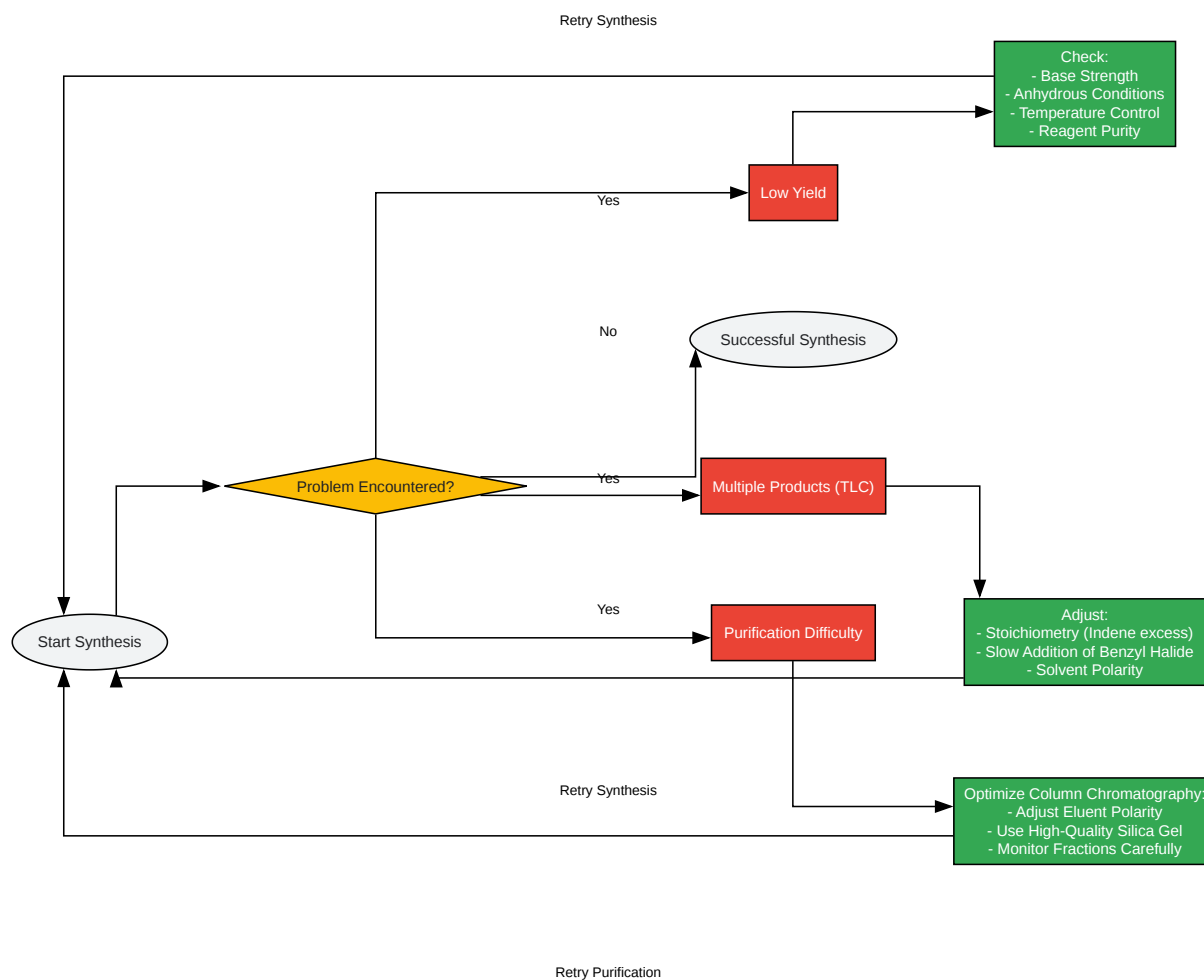 Retry Synthesis
Check:
- Base Strength
- Anhydrous Conditions
- Temperature Control
- Reagent Purity
Low Yield
Yes
No
Successful Synthesis
Problem Encountered?
Yes
Multiple Products (TLC)
Yes
Purification Difficulty
Start Synthesis
Adjust:
- Stoichiometry (Indene excess)
- Slow Addition of Benzyl Halide
- Solvent Polarity
Retry Synthesis
Optimize Column Chromatography:
- Adjust Eluent Polarity
- Use High-Quality Silica Gel
- Monitor Fractions Carefully
Retry Purification